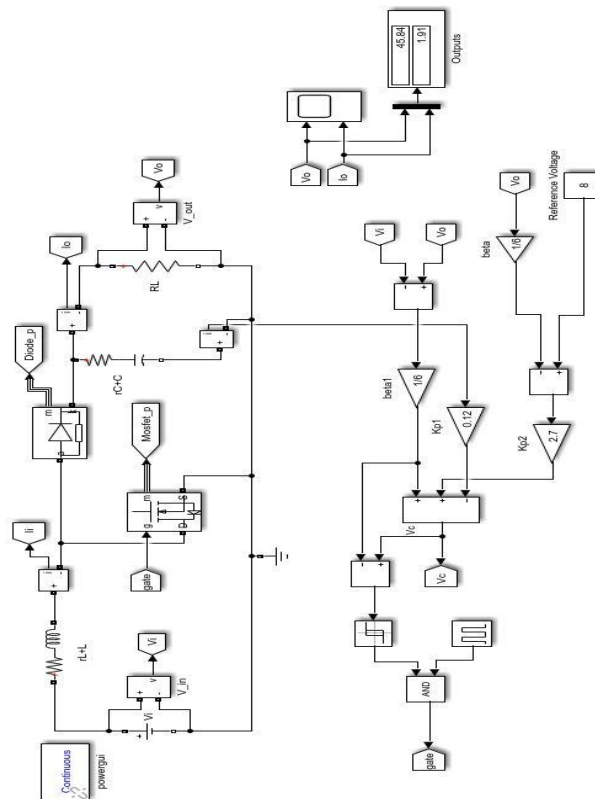 Continuous
powergui
Vi
+
V_in
+
-
v
Vi
rL+L
+
i
-
Ii
gate
g
m
D
S
Mosfet_p
a
k
m
Diode_p
rC+C
+
i
-
+
i
-
Io
RL
+
-
v
V_out
Vo
Vo
Io
45.84
1.91
Outputs
Vi
Vo
-
+
beta1
1/6
Kp1
0.12
Vo
beta
1/6
Reference Voltage
8
-
+
Kp2
2.7
+
+
-
Vc
Vc
-
+
AND
gate